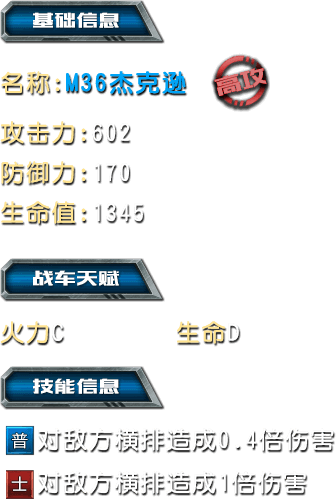 基础信息
名称:M36杰克逊 高攻
攻击力:602
防御力:170
生命值:1345
战车天赋
火力C 生命D
技能信息
普 对敌方横排造成0.4倍伤害
士 对敌方横排造成1倍伤害